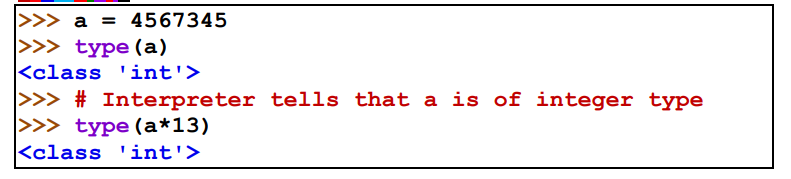 >>> a = 4567345
>>> type(a)
<class 'int'>
>>> # Interpreter tells that a is of integer type
>>> type(a*13)
<class 'int'>